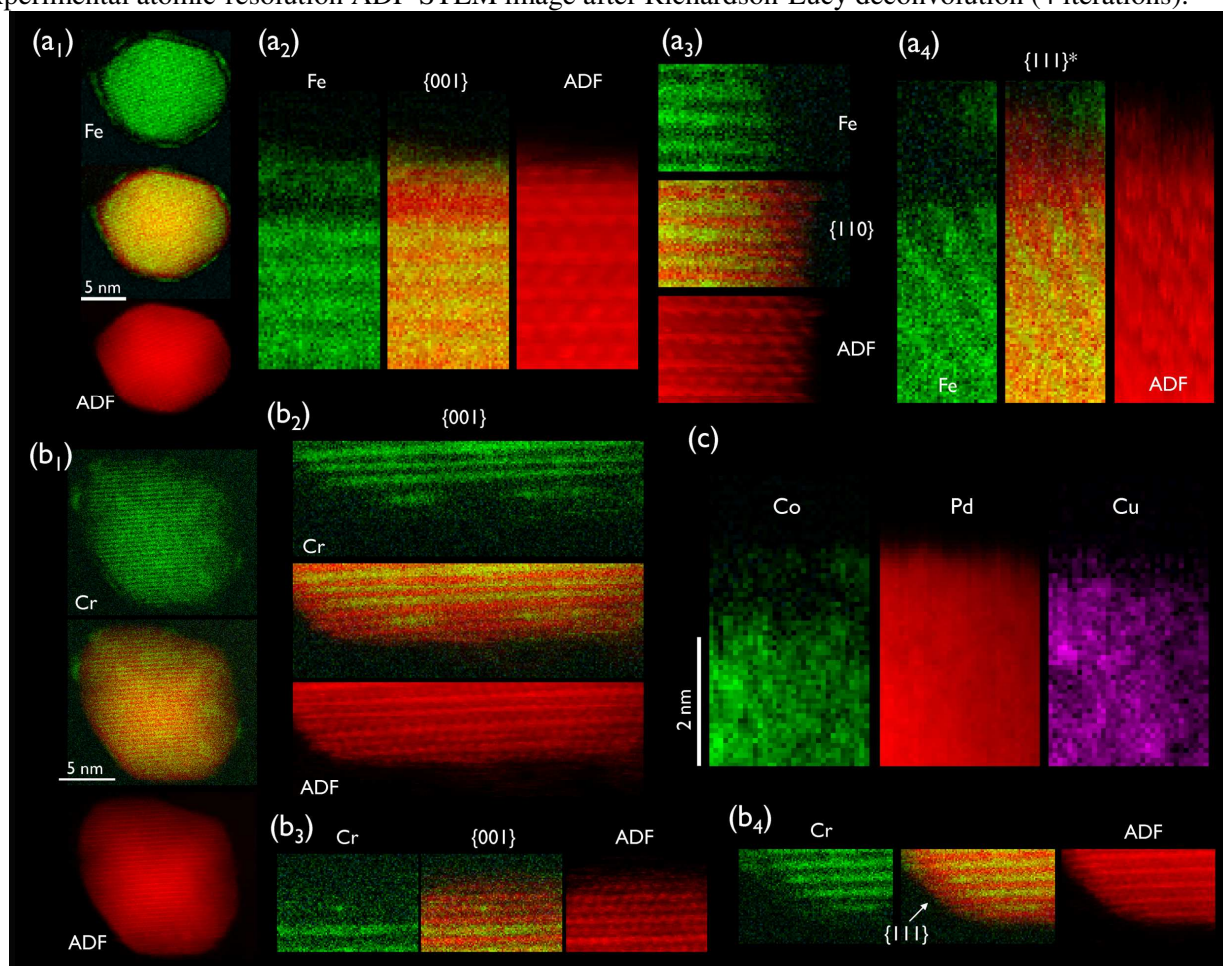 experimental atomic-resolution ADF-STEM image after Richardson-Lucy deconvolution (4 iterations).
(a1)
Fe
5 nm
ADF
(a2)
Fe {001} ADF
(a3)
Fe
{110}
ADF
(a4)
{111}*
Fe ADF
(b1)
Cr
5 nm
ADF
(b2)
{001}
Cr
ADF
(b3)
Cr {001} ADF
(c)
Co Pd Cu
2 nm
(b4)
Cr ADF
{111}